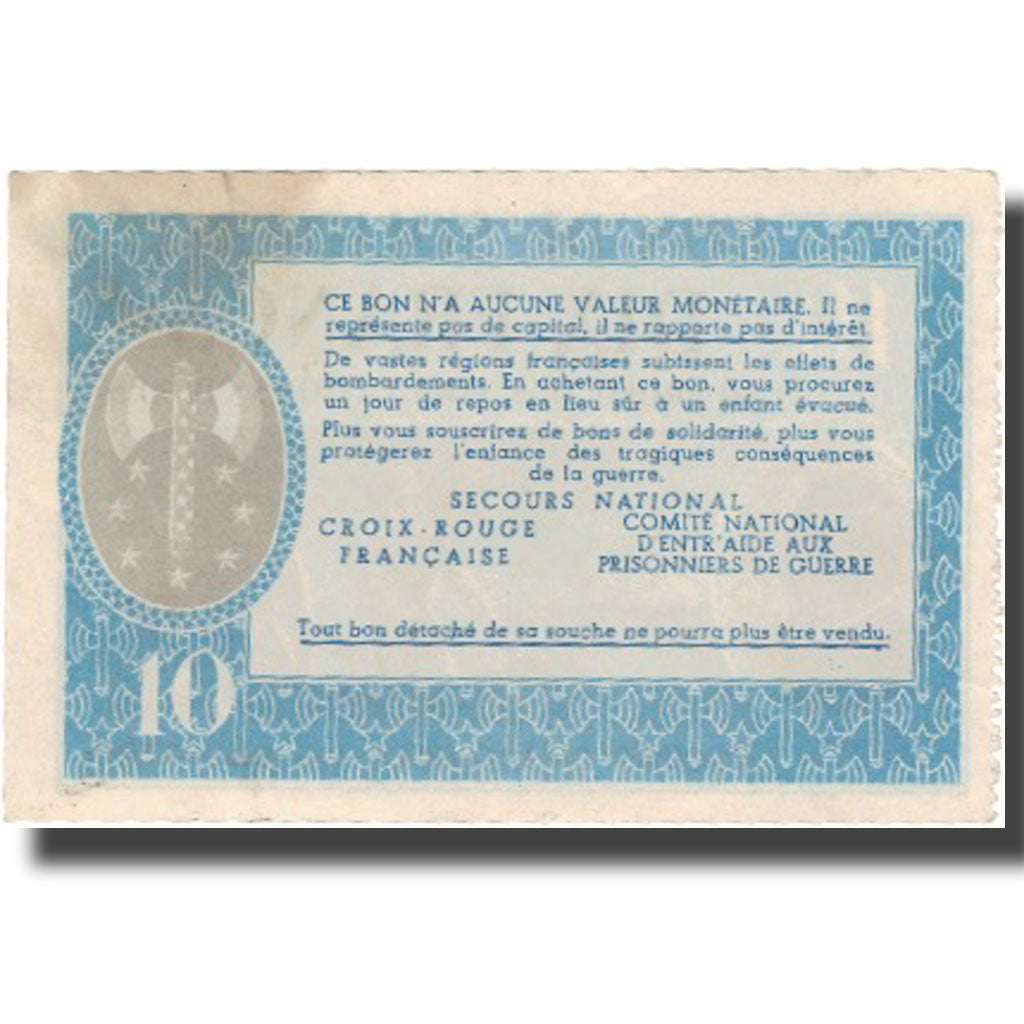 CE BON N'A AUCUNE VALEUR MONÉTAIRE. Il ne
représente pas de capital, il ne rapporte pas d'intérêt.
De vastes régions françaises subissent les effets de
bombardements. En achetant ce bon, vous procurez
un jour de repos en lieu sûr à un enfant évacué.
Plus vous souscrirez de bons de solidarité, plus vous
protégerez l'enfance des tragiques conséquences
de la guerre.
SECOURS NATIONAL
CROIX-ROUGE
FRANÇAISE
COMITÉ NATIONAL
D'ENTR'AIDE AUX
PRISONNIERS DE GUERRE
Tout bon détaché de sa souche ne pourra plus être vendu.
10